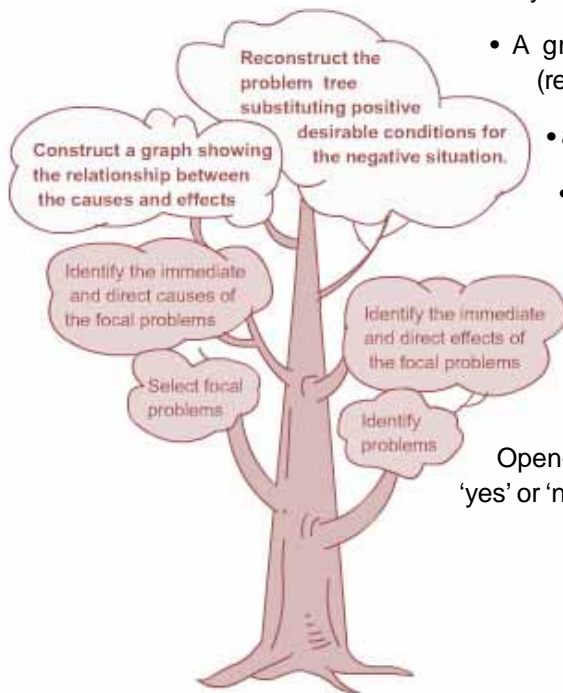 Reconstruct the
problem tree
substituting positive
desirable conditions for
the negative situation.
Construct a graph showing
the relationship between
the causes and effects
Identify the immediate
and direct causes of
the focal problems
Identify the immediate
and direct effects of
the focal problems
Select focal
problems
Identify
problems
• A gr
(re
•
•
Open-
'yes' or 'n